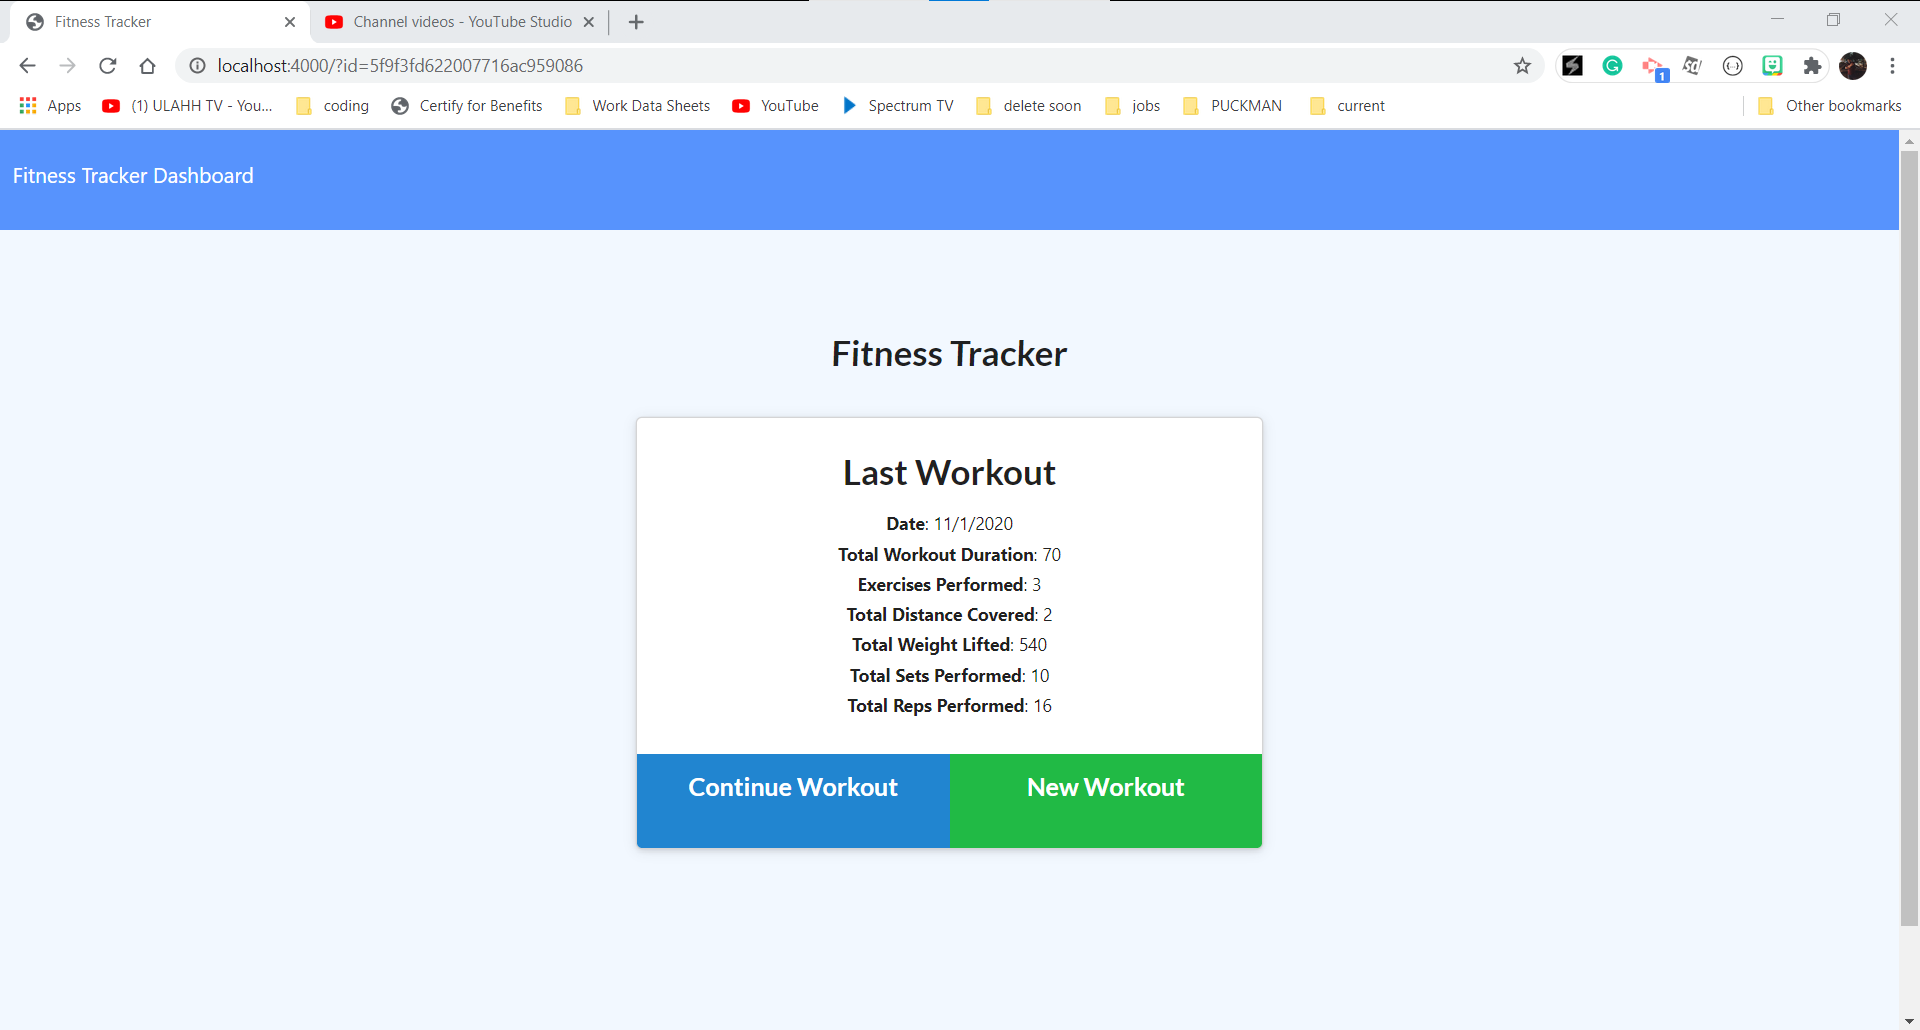 Fitness Tracker
Channel videos - YouTube Studio
localhost:4000/?id=5f9f3fd622007716ac959086
1
Apps
(1) ULAHH TV - You...
coding
Certify for Benefits
Work Data Sheets
YouTube
Spectrum TV
delete soon
jobs
PUCKMAN
current
Other bookmarks
Fitness Tracker Dashboard
Fitness Tracker
Last Workout
Date: 11/1/2020
Total Workout Duration: 70
Exercises Performed: 3
Total Distance Covered: 2
Total Weight Lifted: 540
Total Sets Performed: 10
Total Reps Performed: 16
Continue Workout
New Workout